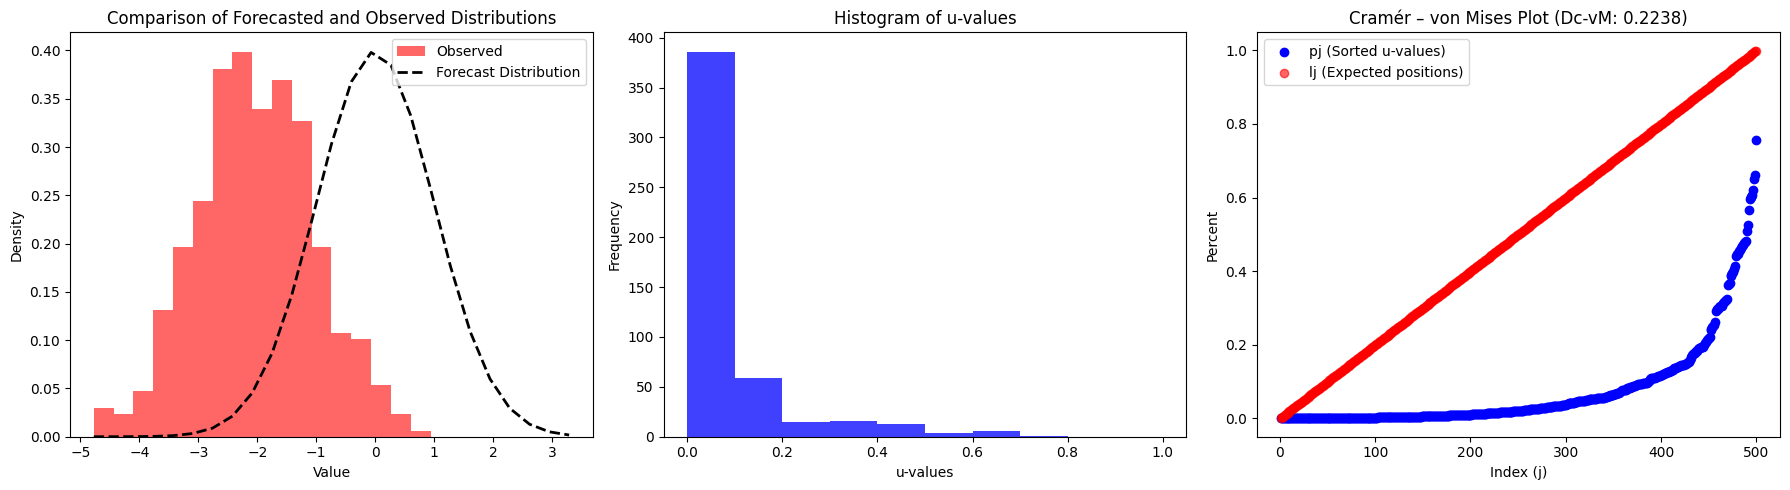 Comparison of Forecasted and Observed Distributions
Observed
Forecast Distribution
Density
0.40
0.35
0.30
0.25
0.20
0.15
0.10
0.05
0.00
−5 −4 −3 −2 −1 0 1 2 3
Value
Histogram of u-values
Frequency
400
350
300
250
200
150
100
50
0
0.0 0.2 0.4 0.6 0.8 1.0
u-values
Cramér – von Mises Plot (Dc-vM: 0.2238)
pj (Sorted u-values)
lj (Expected positions)
Percent
1.0
0.8
0.6
0.4
0.2
0.0
0 100 200 300 400 500
Index (j)